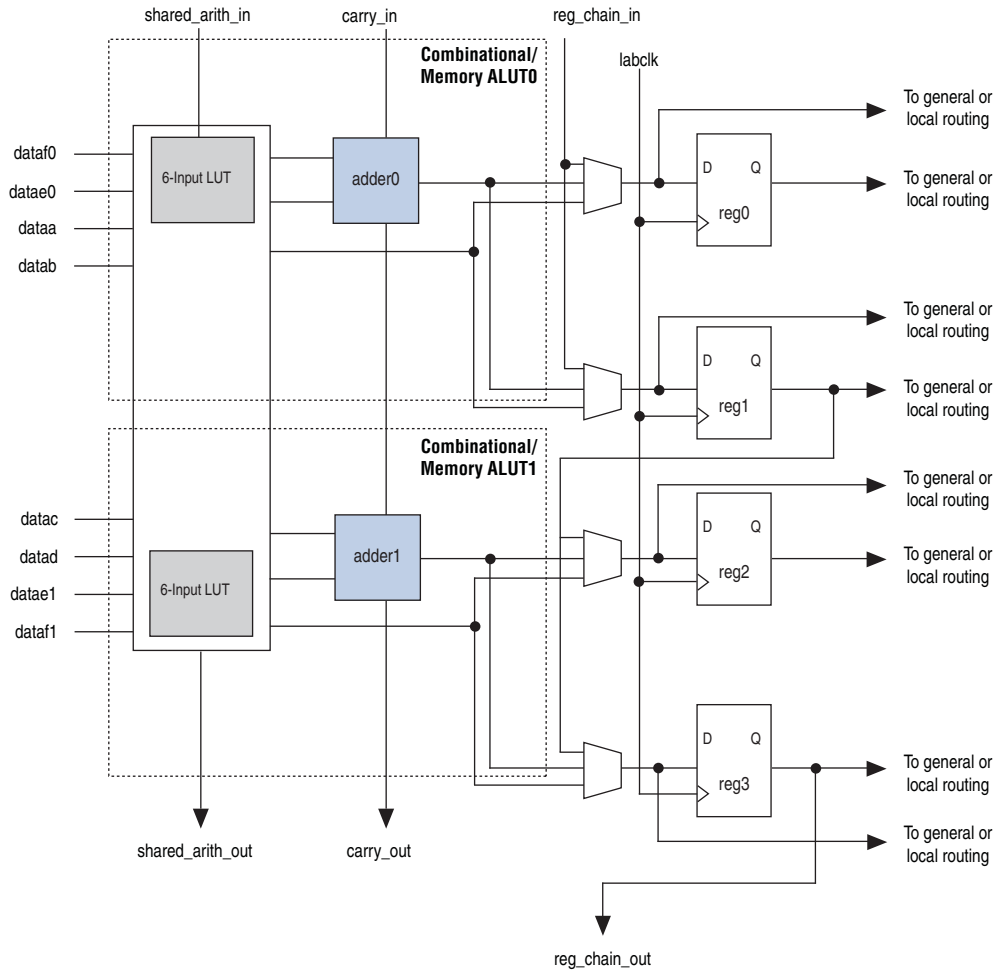 shared_arith_in
carry_in
reg_chain_in
labclk
Combinational/
Memory ALUT0
To general or
local routing
dataf0
datae0
dataa
datab
6-Input LUT
adder0
D
Q
reg0
To general or
local routing
To general or
local routing
D
Q
reg1
To general or
local routing
Combinational/
Memory ALUT1
To general or
local routing
datac
datad
datae1
dataf1
6-Input LUT
adder1
D
Q
reg2
To general or
local routing
D
Q
reg3
To general or
local routing
To general or
local routing
shared_arith_out
carry_out
reg_chain_out